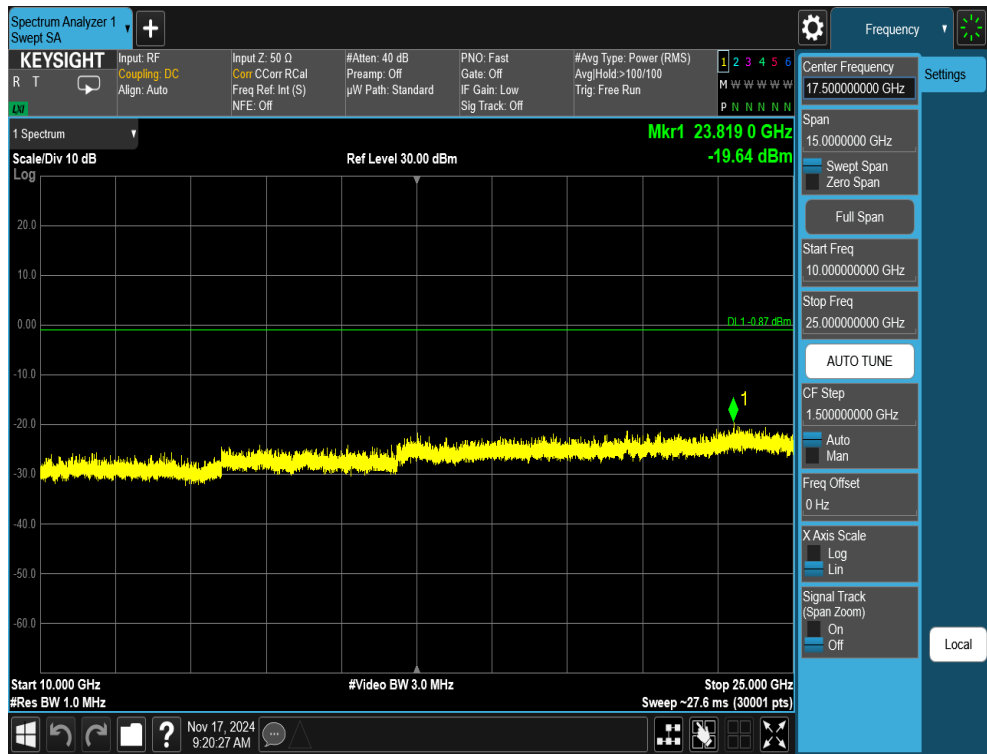 Spectrum Analyzer 1
Swept SA
Frequency
KEYSIGHT
R T
LXI
Input: RF
Coupling: DC
Align: Auto
Input Z: 50 Ω
Corr CCorr RCal
Freq Ref: Int (S)
NFE: Off
#Atten: 40 dB
Preamp: Off
µW Path: Standard
PNO: Fast
Gate: Off
IF Gain: Low
Sig Track: Off
#Avg Type: Power (RMS)
Avg|Hold:>100/100
Trig: Free Run
1 2 3 4 5 6
M W W W W W
P N N N N N
1 Spectrum
Scale/Div 10 dB
Log
Ref Level 30.00 dBm
Mkr1 23.819 0 GHz
-19.64 dBm
20.0
10.0
0.00
DL1 -0.87 dBm
-10.0
1
-20.0
-30.0
-40.0
-50.0
-60.0
Start 10.000 GHz
#Res BW 1.0 MHz
#Video BW 3.0 MHz
Stop 25.000 GHz
Sweep ~27.6 ms (30001 pts)
Center Frequency
17.500000000 GHz
Span
15.0000000 GHz
Swept Span
Zero Span
Full Span
Start Freq
10.000000000 GHz
Stop Freq
25.000000000 GHz
AUTO TUNE
CF Step
1.500000000 GHz
Auto
Man
Freq Offset
0 Hz
X Axis Scale
Log
Lin
Signal Track
(Span Zoom)
On
Off
Settings
Local
?
Nov 17, 2024
9:20:27 AM